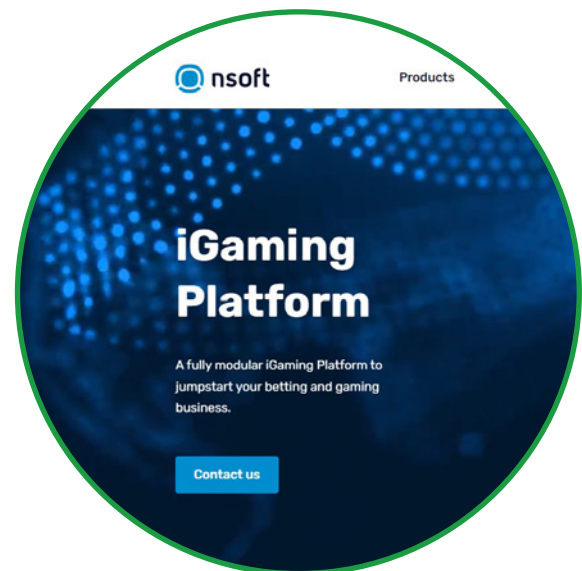 nsoft
Products
iGaming
Platform
A fully modular iGaming Platform to
jumpstart your betting and gaming
business.
Contact us